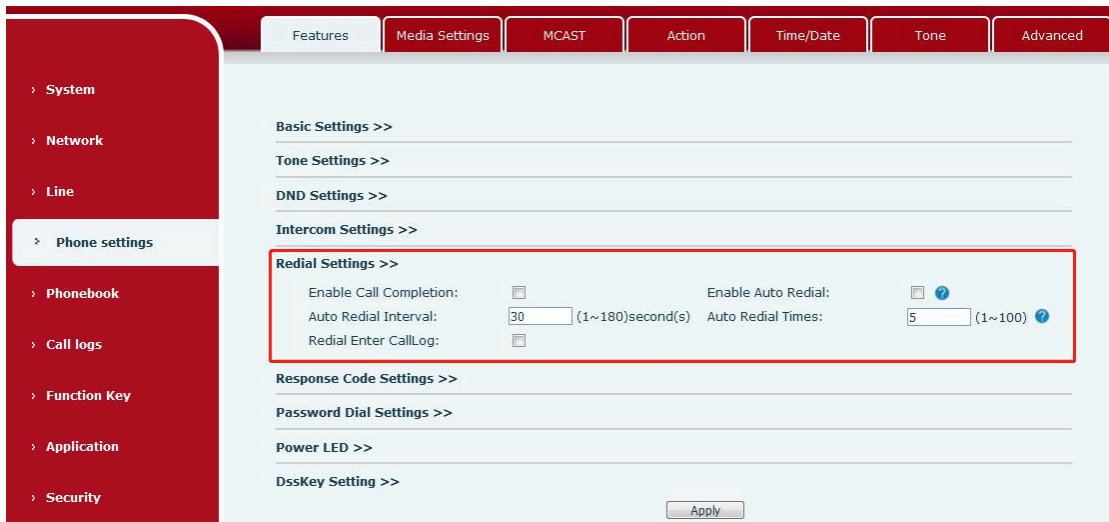 Features Media Settings MCAST Action Time/Date Tone Advanced
› System
› Network
› Line
› Phone settings
› Phonebook
› Call logs
› Function Key
› Application
› Security
Basic Settings >>
Tone Settings >>
DND Settings >>
Intercom Settings >>
Redial Settings >>
Enable Call Completion: Enable Auto Redial: ?
Auto Redial Interval: 30 (1~180)second(s) Auto Redial Times: 5 (1~100) ?
Redial Enter CallLog:
Response Code Settings >>
Password Dial Settings >>
Power LED >>
DssKey Setting >>
Apply